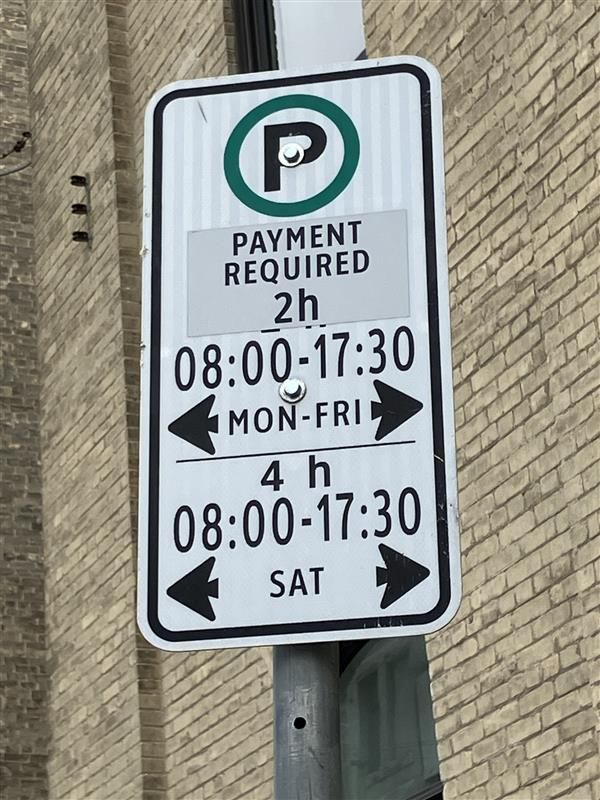 P
PAYMENT
REQUIRED
2h
08:00-17:30
MON-FRI
4 h
08:00-17:30
SAT